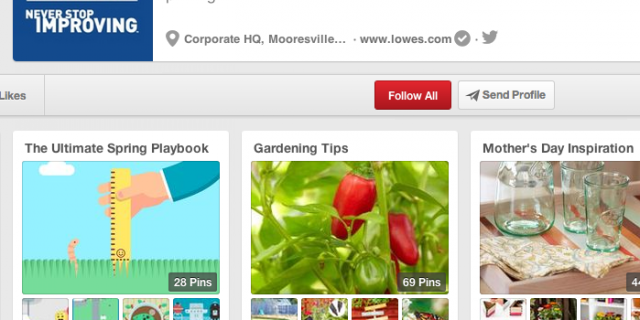 NEVER STOP
IMPROVING
Corporate HQ, Mooresville... · www.lowes.com ·
Likes
Follow All
Send Profile
The Ultimate Spring Playbook
Gardening Tips
Mother's Day Inspiration
28 Pins
69 Pins